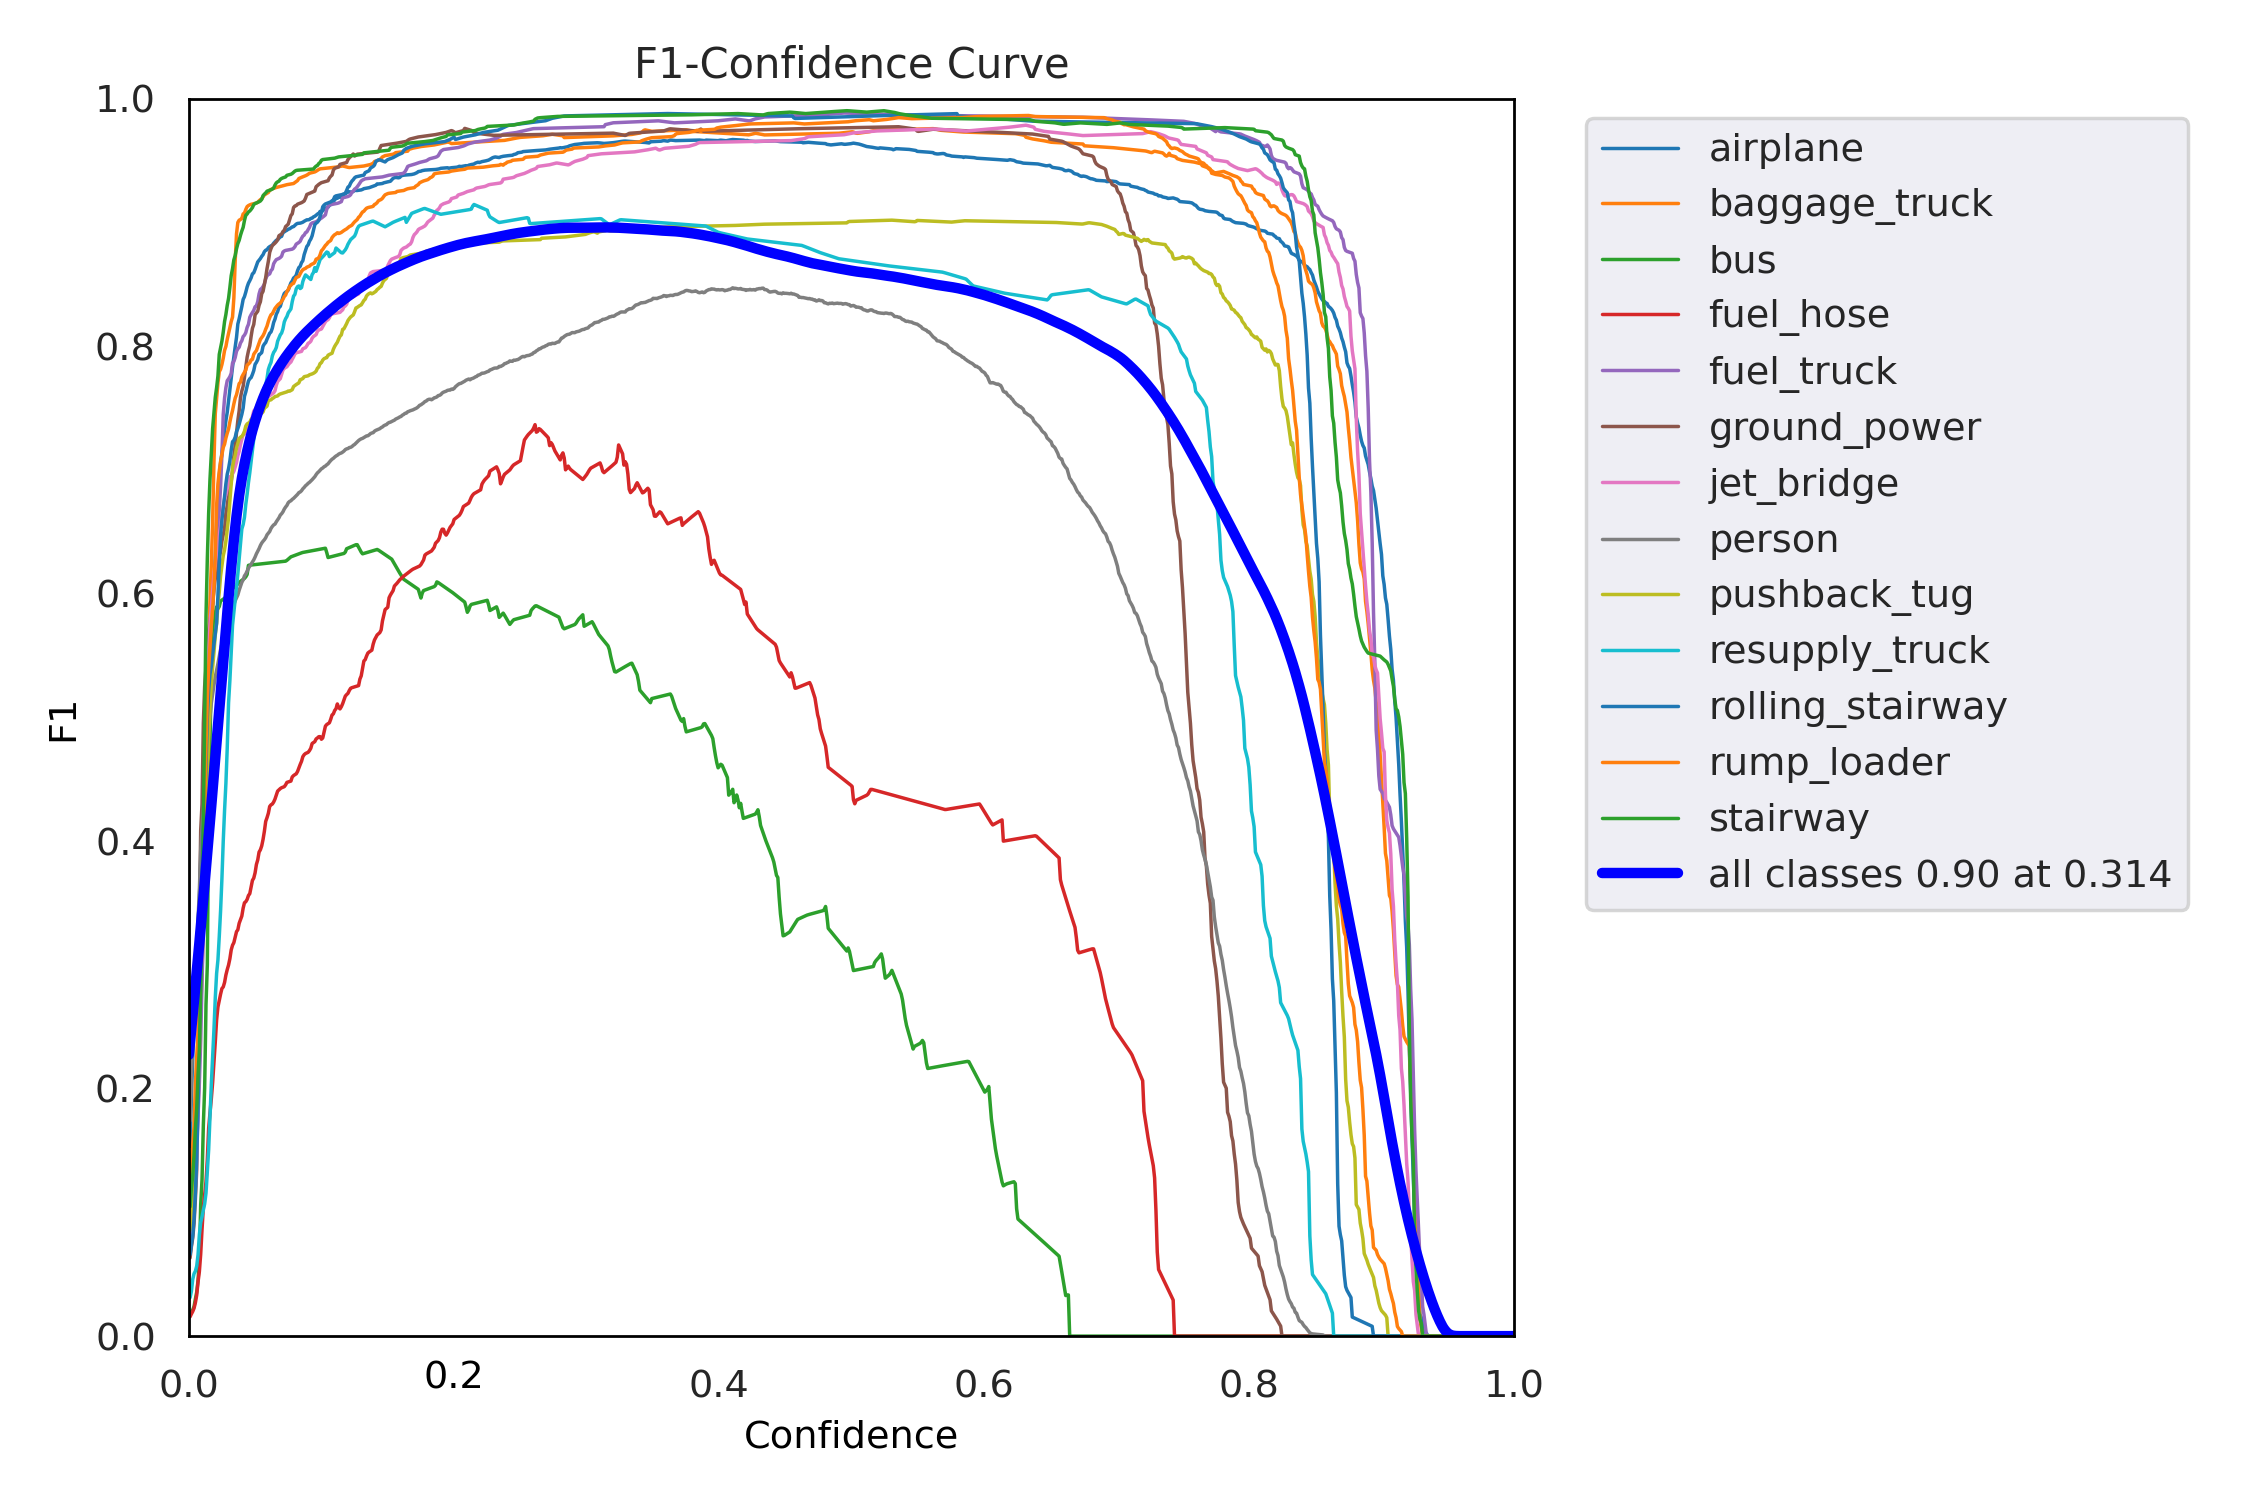 F1-Confidence Curve
1.0
0.8
0.6
0.4
0.2
0.0
F1
0.0 0.2 0.4 0.6 0.8 1.0
Confidence
airplane
baggage_truck
bus
fuel_hose
fuel_truck
ground_power
jet_bridge
person
pushback_tug
resupply_truck
rolling_stairway
rump_loader
stairway
all classes 0.90 at 0.314